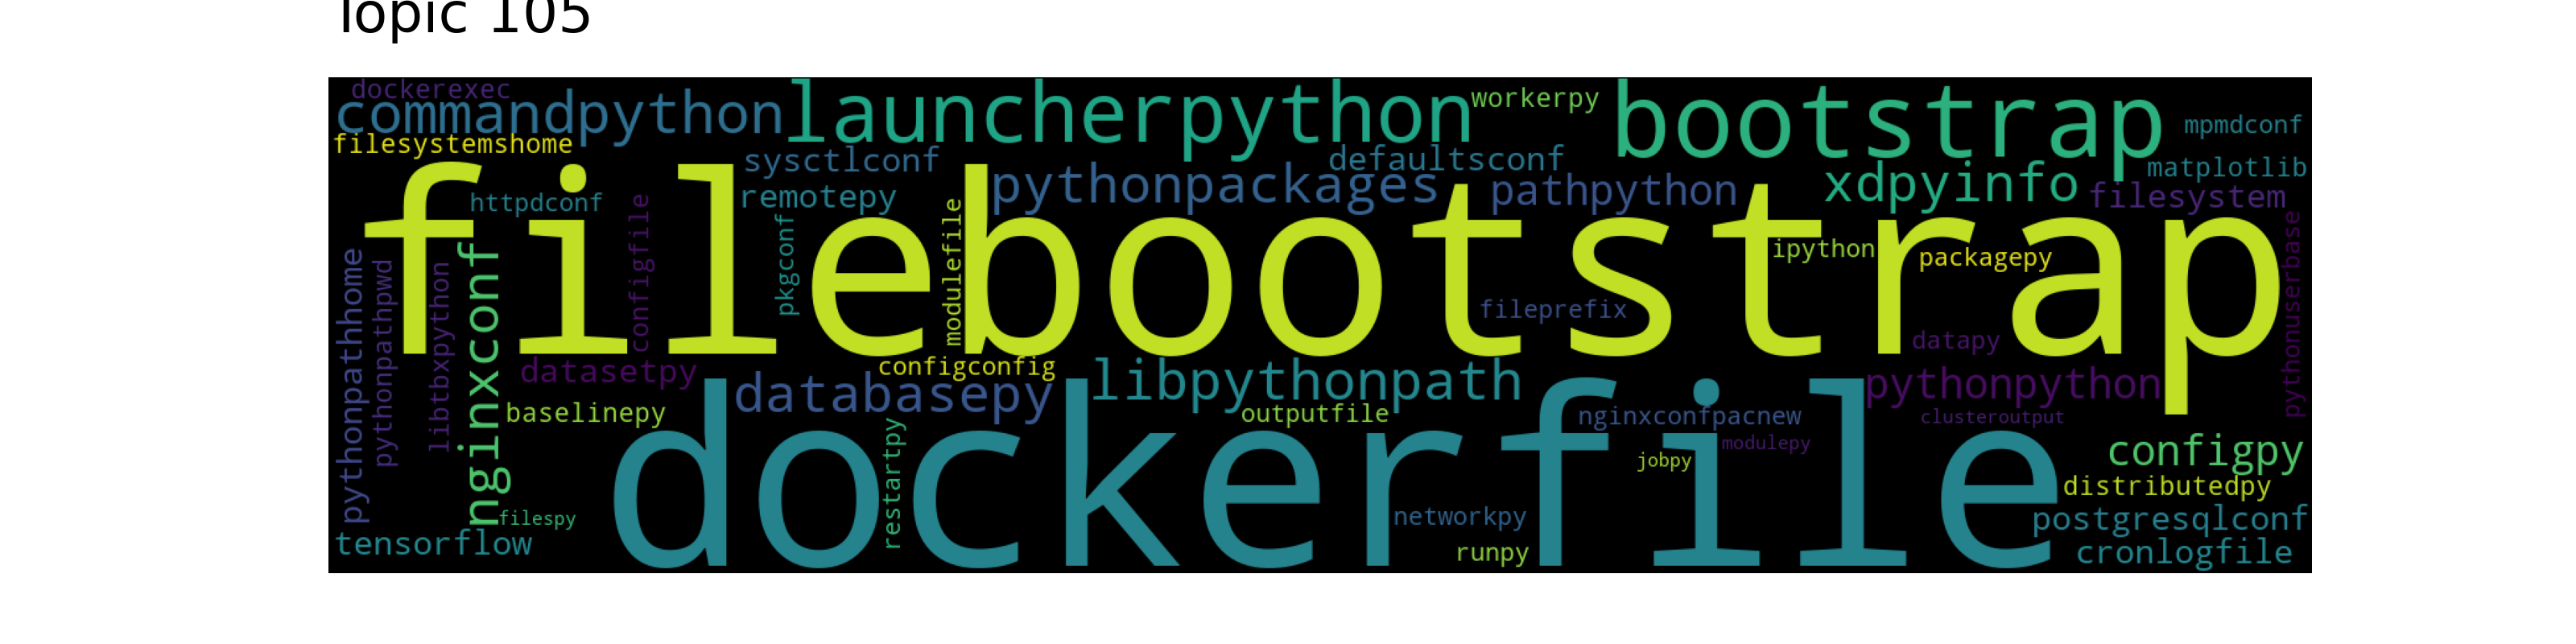 Topic 105
dockerexec
commandpython
launcherpython
workerpy
bootstrap
mpmdconf
filesystemshome
sysctlconf
defaultsconf
matplotlib
httpdconf
remotepy
pythonpackages
pathpython
xdpyinfo
filesystem
filebootstrap
configfile
pkgconf
modulefile
ipython
packagepy
pythonuserbase
fileprefix
pythonpathhome
pythonpathpwd
libtbxpython
nginxconf
datapy
datasetpy
configconfig
databasepy
libpythonpath
pythonpython
baselinepy
outputfile
nginxconfpacnew
clusteroutput
modulepy
jobpy
configpy
dockerfile
restartpy
distributedpy
filespy
networkpy
postgresqlconf
tensorflow
runpy
cronlogfile